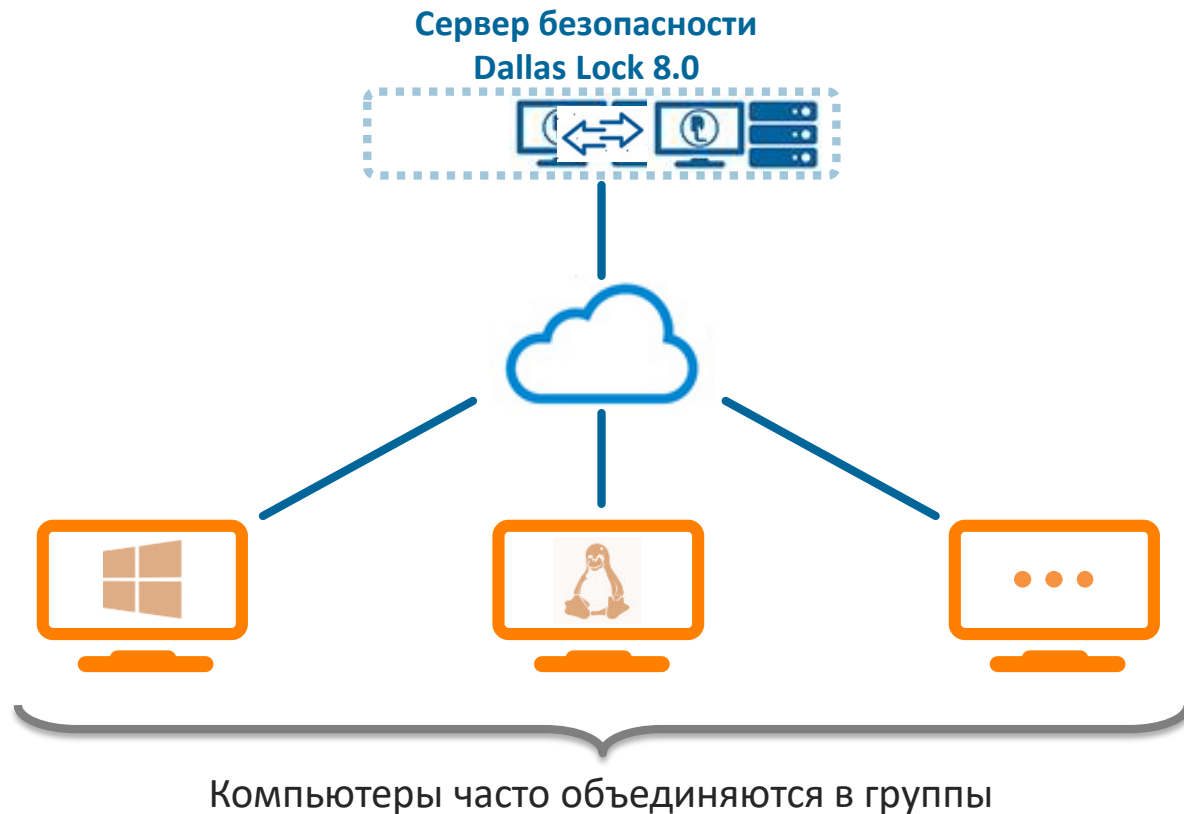 Сервер безопасности
Dallas Lock 8.0
Компьютеры часто объединяются в группы